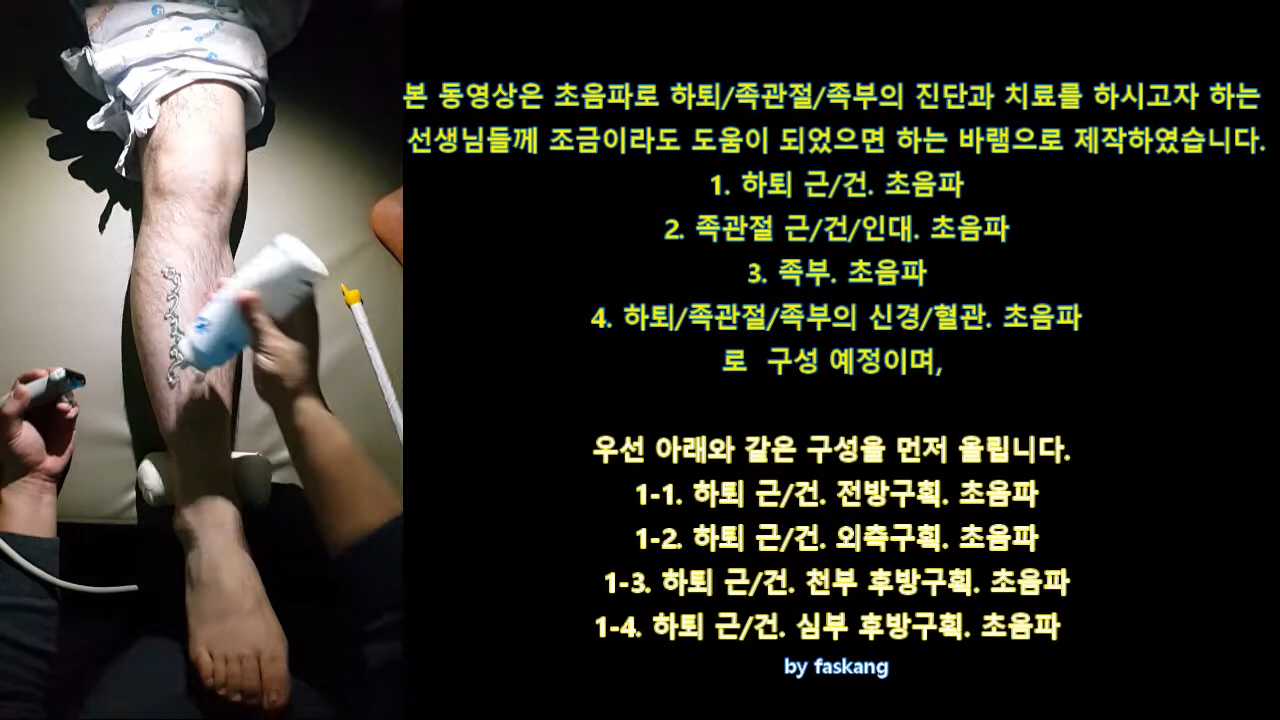 본 동영상은 초음파로 하퇴/족관절/족부의 진단과 치료를 하시고자 하는
선생님들께 조금이라도 도움이 되었으면 하는 바램으로 제작하였습니다.
1. 하퇴 근/건. 초음파
2. 족관절 근/건/인대. 초음파
3. 족부. 초음파
4. 하퇴/족관절/족부의 신경/혈관. 초음파
로 구성 예정이며,
우선 아래와 같은 구성을 먼저 올립니다.
1-1. 하퇴 근/건. 전방구획. 초음파
1-2. 하퇴 근/건. 외측구획. 초음파
1-3. 하퇴 근/건. 천부 후방구획. 초음파
1-4. 하퇴 근/건. 심부 후방구획. 초음파
by faskang